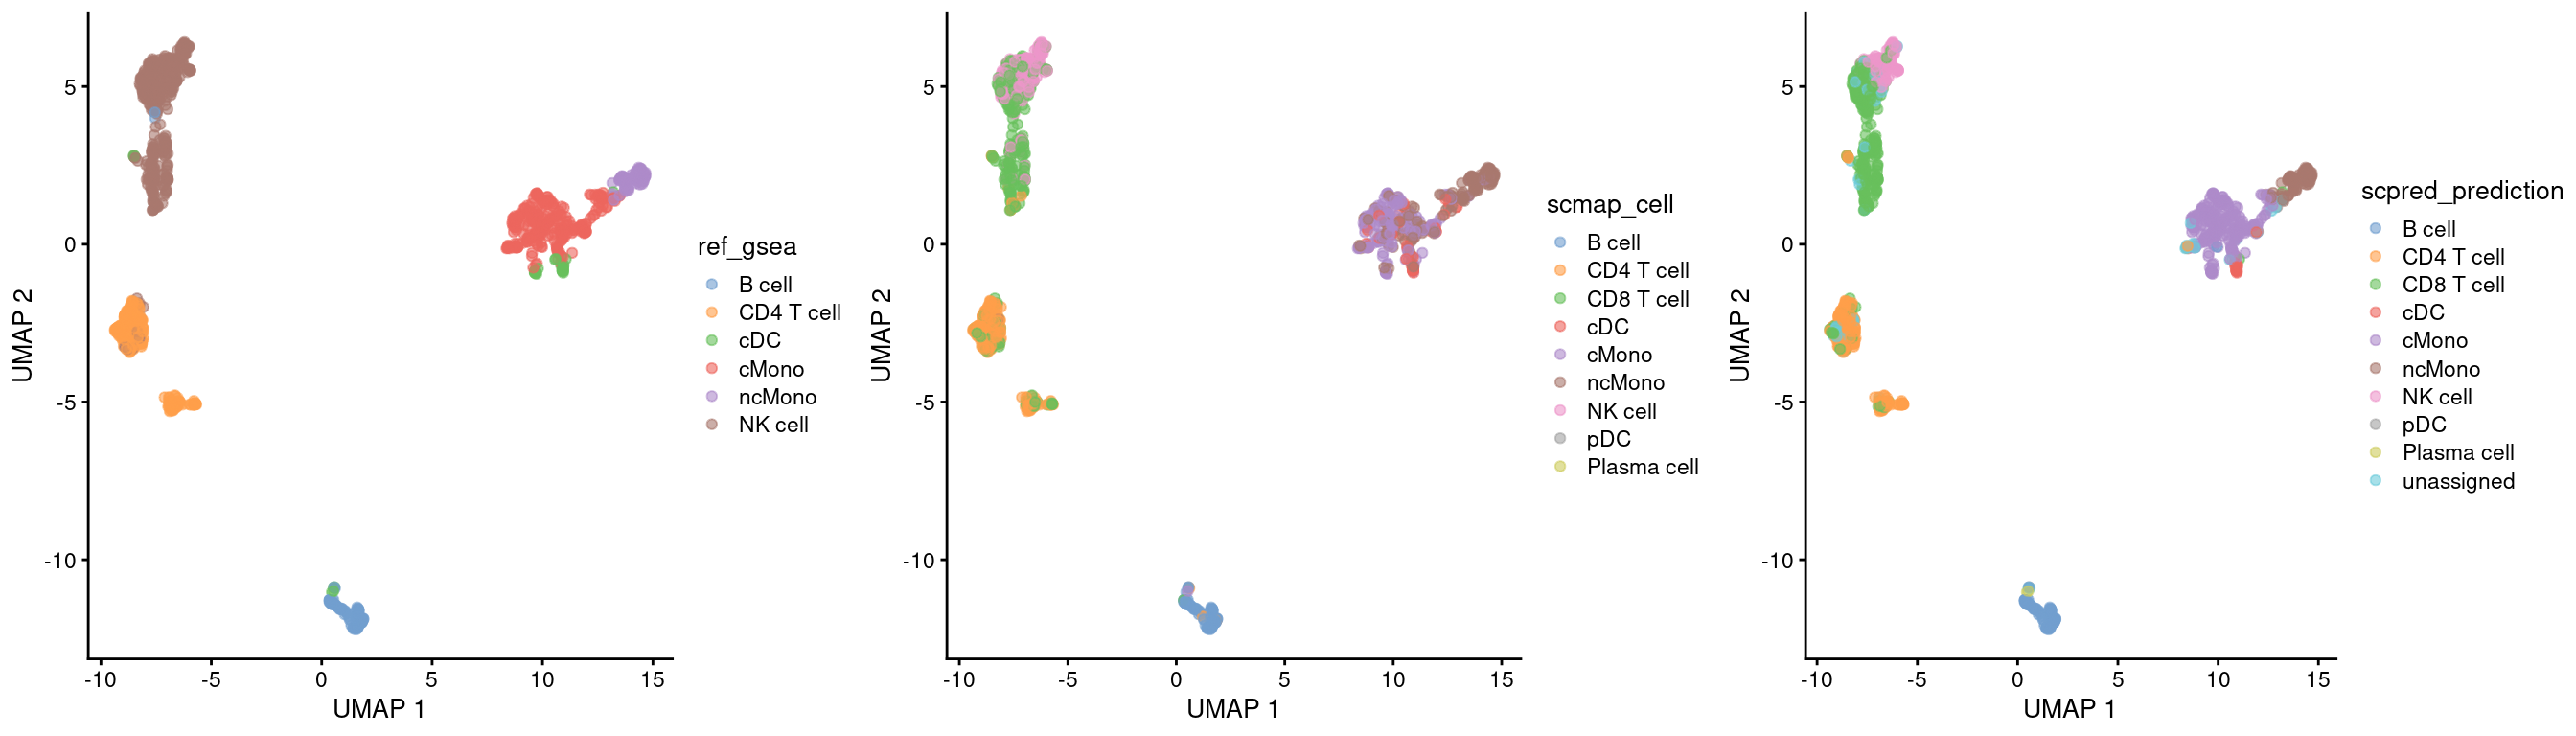 5
0
-5
-10
UMAP 2
-10
-5
0
5
10
15
UMAP 1
ref_gsea
B cell
CD4 T cell
cDC
cMono
ncMono
NK cell
5
0
-5
-10
UMAP 2
-10
-5
0
5
10
15
UMAP 1
scmap_cell
B cell
CD4 T cell
CD8 T cell
cDC
cMono
ncMono
NK cell
pDC
Plasma cell
5
0
-5
-10
UMAP 2
-10
-5
0
5
10
15
UMAP 1
scpred_prediction
B cell
CD4 T cell
CD8 T cell
cDC
cMono
ncMono
NK cell
pDC
Plasma cell
unassigned